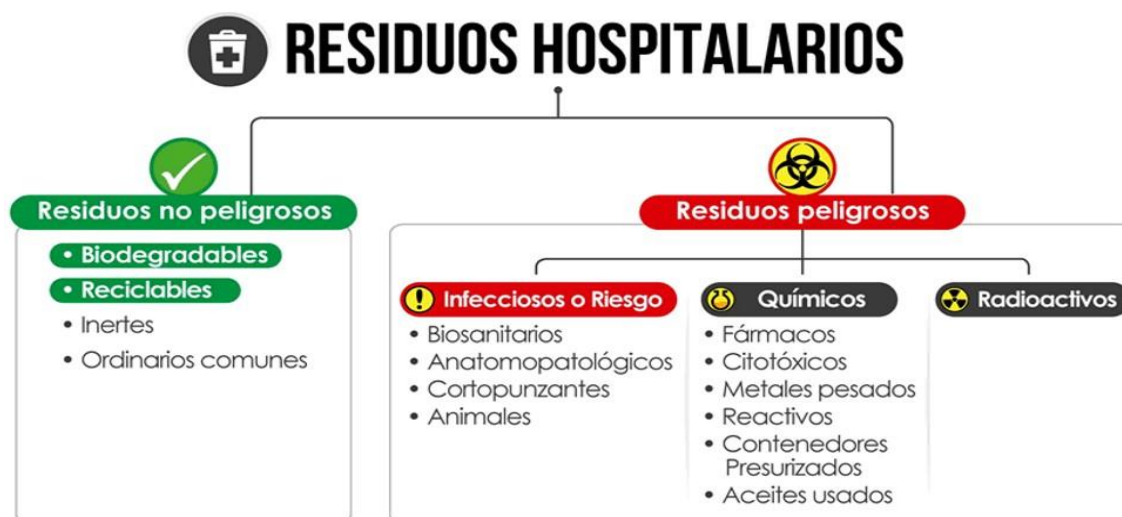 RESIDUOS HOSPITALARIOS
Residuos no peligrosos
• Biodegradables
• Reciclables
• Inertes
• Ordinarios comunes
Residuos peligrosos
Infecciosos o Riesgo
• Biosanitarios
• Anatomopatológicos
• Cortopunzantes
• Animales
Químicos
• Fármacos
• Citotóxicos
• Metales pesados
• Reactivos
• Contenedores
Presurizados
• Aceites usados
Radioactivos